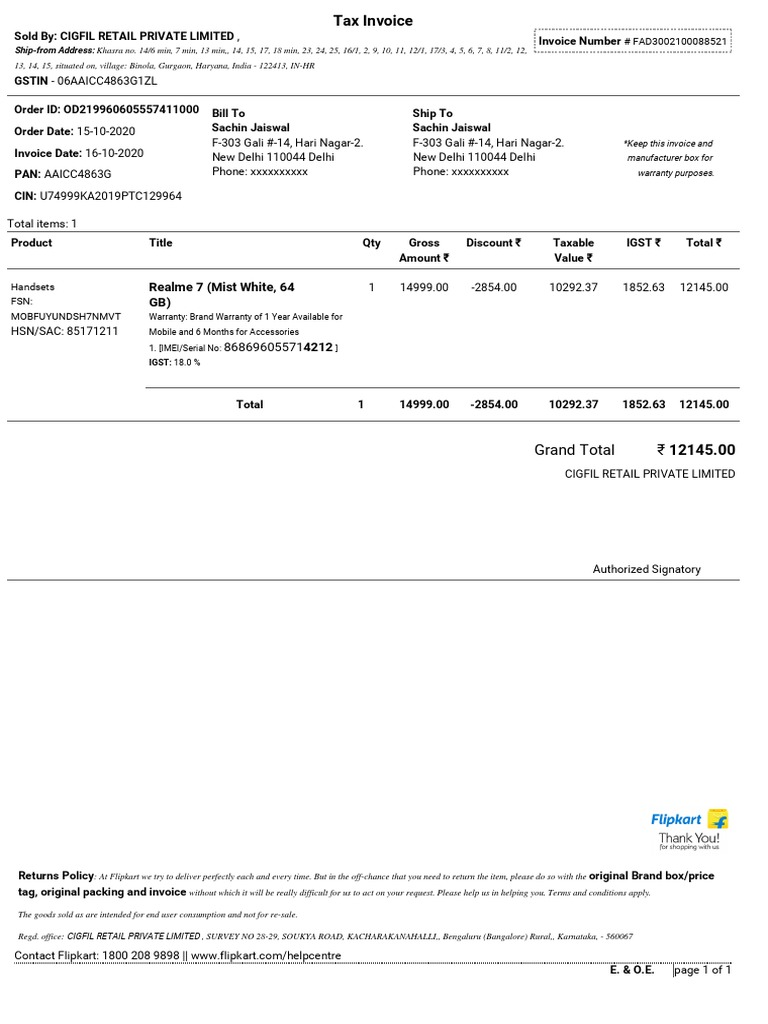 Tax Invoice
Sold By: CIGFIL RETAIL PRIVATE LIMITED ,
Ship-from Address: Khasra no. 14/6 min, 7 min, 13 min,, 14, 15, 17, 18 min, 23, 24, 25, 16/1, 2, 9, 10, 11, 12/1, 17/3, 4, 5, 6, 7, 8, 11/2, 12,
13, 14, 15, situated on, village: Binola, Gurgaon, Haryana, India - 122413, IN-HR
GSTIN - 06AAICC4863G1ZL
Invoice Number # FAD3002100088521
Order ID: OD219960605557411000
Order Date: 15-10-2020
Invoice Date: 16-10-2020
PAN: AAICC4863G
CIN: U74999KA2019PTC129964
Bill To
Sachin Jaiswal
F-303 Gali #-14, Hari Nagar-2.
New Delhi 110044 Delhi
Phone: xxxxxxxxxx
Ship To
Sachin Jaiswal
F-303 Gali #-14, Hari Nagar-2.
New Delhi 110044 Delhi
Phone: xxxxxxxxxx
*Keep this invoice and
manufacturer box for
warranty purposes.
Total items: 1
Product Title Qty Gross Discount ₹ Taxable IGST ₹ Total ₹
Amount ₹ Value ₹
Handsets
FSN:
MOBFUYUNDSH7NMVT
HSN/SAC: 85171211
Realme 7 (Mist White, 64
GB)
Warranty: Brand Warranty of 1 Year Available for
Mobile and 6 Months for Accessories
1. [IMEI/Serial No: 868696055714212 ]
IGST: 18.0 %
1 14999.00 -2854.00 10292.37 1852.63 12145.00
Total 1 14999.00 -2854.00 10292.37 1852.63 12145.00
Grand Total ₹ 12145.00
CIGFIL RETAIL PRIVATE LIMITED
Authorized Signatory
Flipkart
Thank You!
for shopping with us
Returns Policy: At Flipkart we try to deliver perfectly each and every time. But in the off-chance that you need to return the item, please do so with the original Brand box/price
tag, original packing and invoice without which it will be really difficult for us to act on your request. Please help us in helping you. Terms and conditions apply.
The goods sold as are intended for end user consumption and not for re-sale.
Regd. office: CIGFIL RETAIL PRIVATE LIMITED , SURVEY NO 28-29, SOUKYA ROAD, KACHARAKANAHALLI,, Bengaluru (Bangalore) Rural,, Karnataka, - 560067
Contact Flipkart: 1800 208 9898 || www.flipkart.com/helpcentre
E. & O.E. page 1 of 1